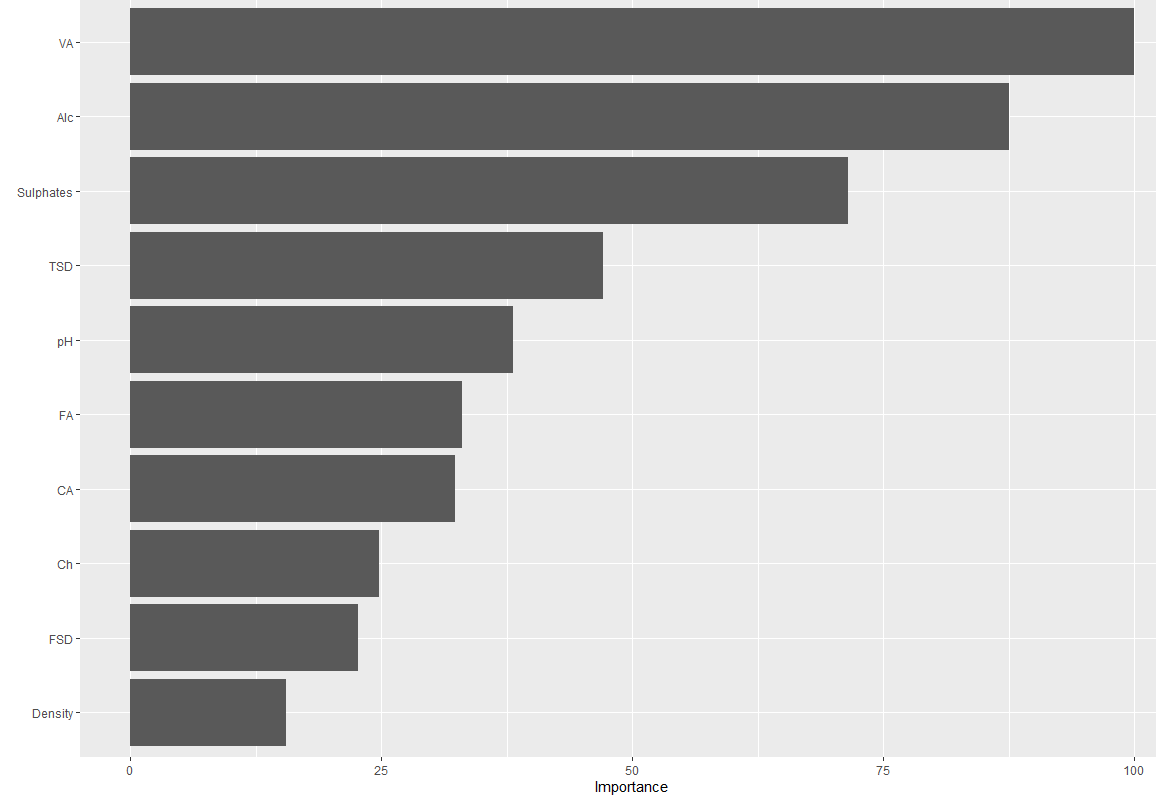 VA
Alc
Sulphates
TSD
pH
FA
CA
Ch
FSD
Density
0 25 50 75 100
Importance